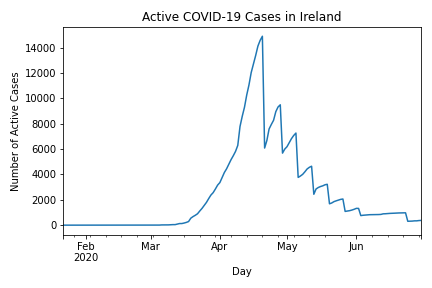 Active COVID-19 Cases in Ireland
14000
12000
10000
8000
6000
4000
2000
0
Number of Active Cases
Feb Mar Apr May Jun
2020
Day